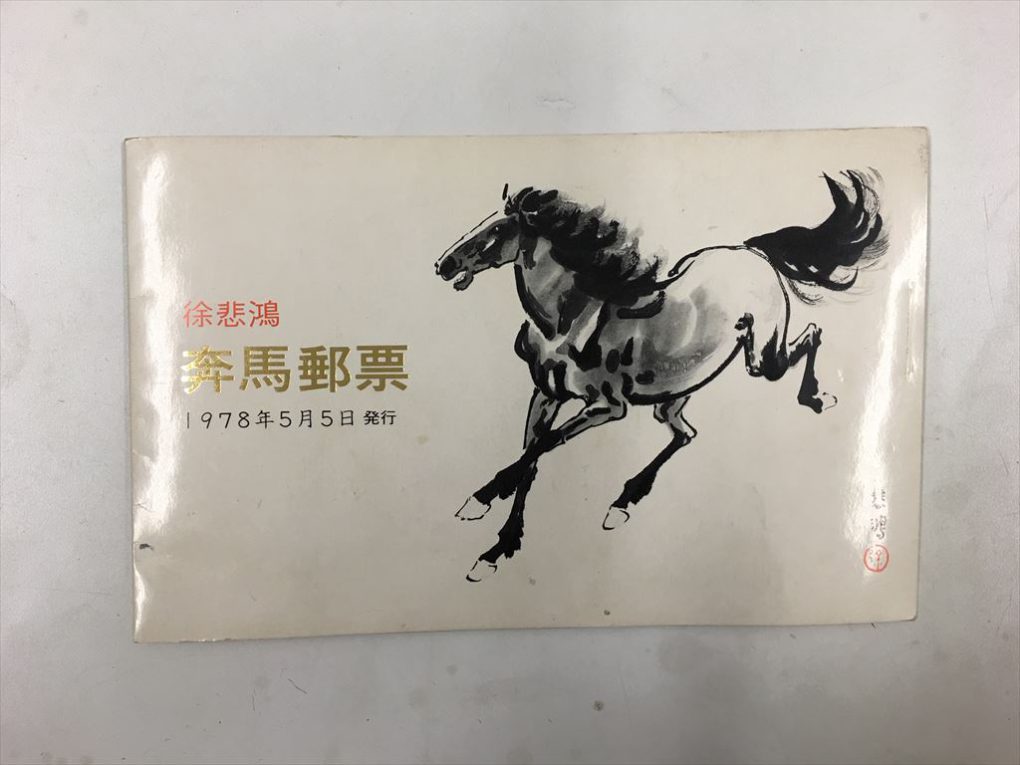 徐悲鴻
奔馬郵票
1978年5月5日 発行
悲鴻